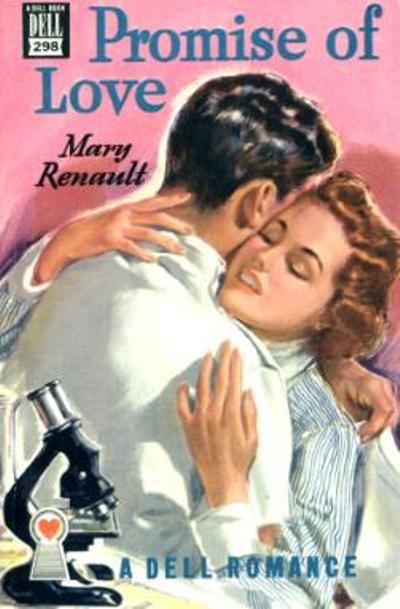 A DELL BOOK
DELL
298
Promise of
Love
Mary
Renault
A DELL ROMANCE